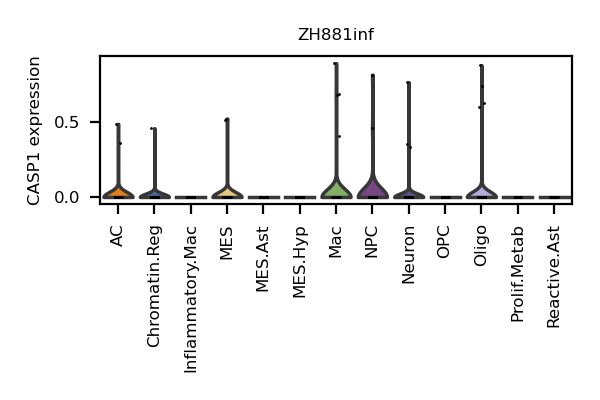 ZH881inf
CASP1 expression
0.5
0.0
AC
Chromatin.Reg
Inflammatory.Mac
MES
MES.Ast
MES.Hyp
Mac
NPC
Neuron
OPC
Oligo
Prolif.Metab
Reactive.Ast